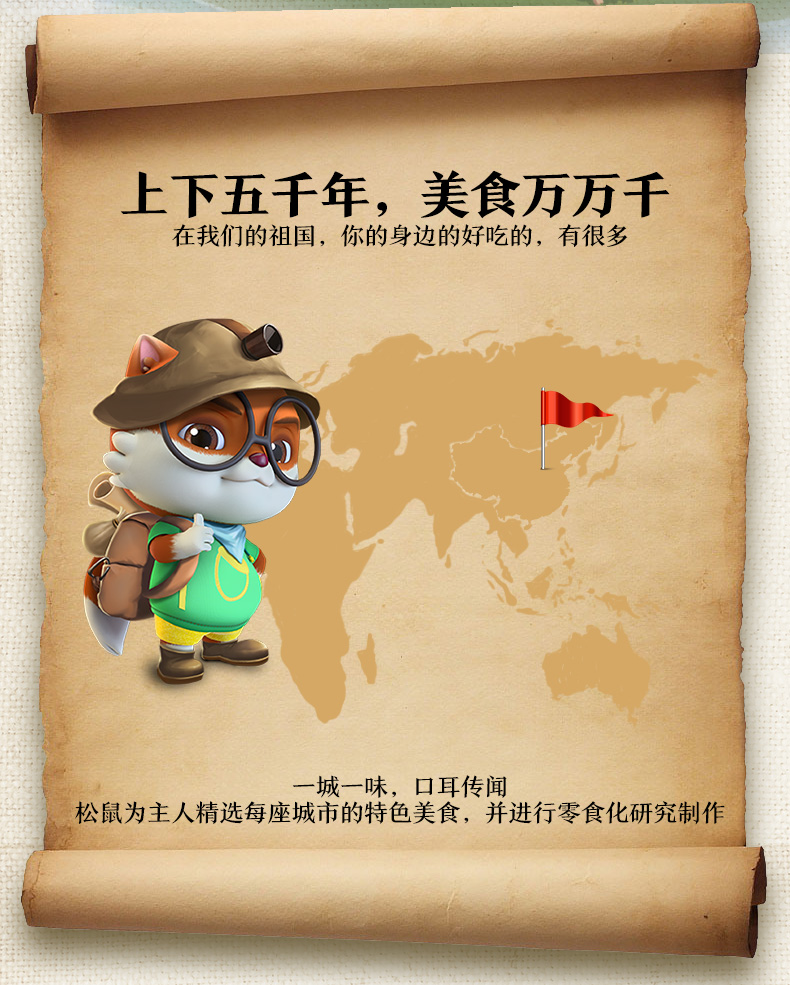 上下五千年，美食万万千
在我们的祖国，你的身边的好吃的，有很多
一城一味，口耳传闻
松鼠为主人精选每座城市的特色美食，并进行零食化研究制作